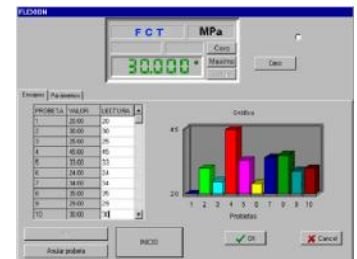 FLEXION
FCT MPa
Cero
30.000 * Maximo
Cero
Ensayos Parametros
PROBETA VALOR LECTURA
1 20.00 20
2 30.00 30
3 25.00 25
4 45.00 45
5 33.00 33
6 24.00 24
7 34.00 34
8 35.00 35
9 29.00 29
10 30.00 30
Gráfica
45
20
1 2 3 4 5 6 7 8 9 10
Probetas
Anular probeta
INICIO
OK
Cancel